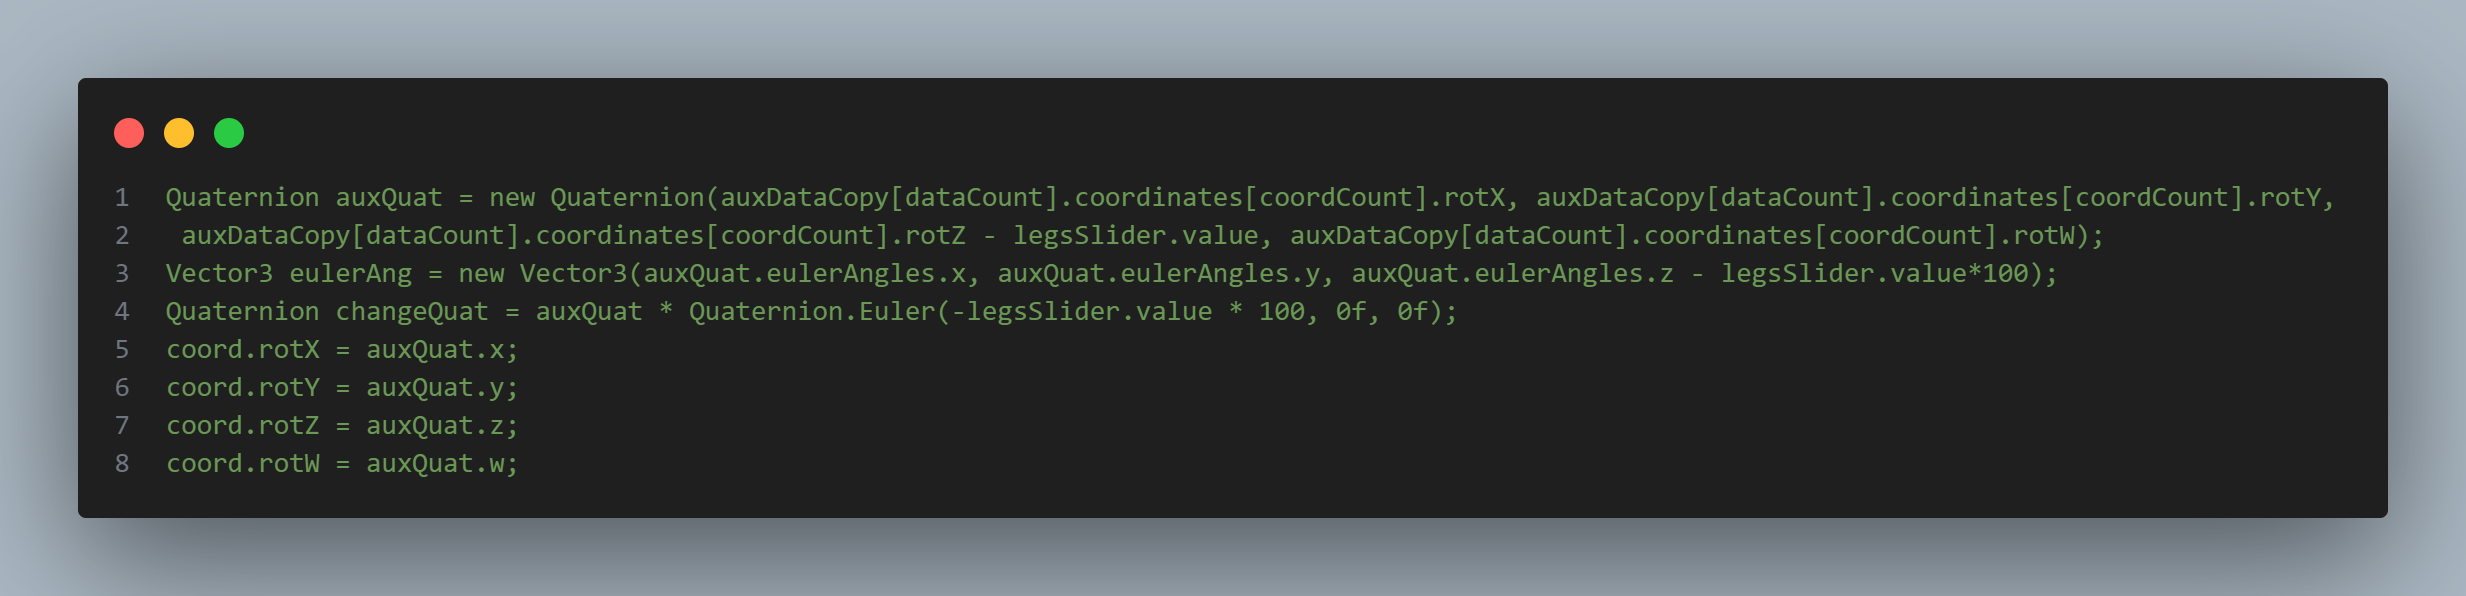 1 Quaternion auxQuat = new Quaternion(auxDataCopy[dataCount].coordinates[coordCount].rotX, auxDataCopy[dataCount].coordinates[coordCount].rotY,
2  auxDataCopy[dataCount].coordinates[coordCount].rotZ - legsSlider.value, auxDataCopy[dataCount].coordinates[coordCount].rotW);
3 Vector3 eulerAng = new Vector3(auxQuat.eulerAngles.x, auxQuat.eulerAngles.y, auxQuat.eulerAngles.z - legsSlider.value*100);
4 Quaternion changeQuat = auxQuat * Quaternion.Euler(-legsSlider.value * 100, 0f, 0f);
5 coord.rotX = auxQuat.x;
6 coord.rotY = auxQuat.y;
7 coord.rotZ = auxQuat.z;
8 coord.rotW = auxQuat.w;